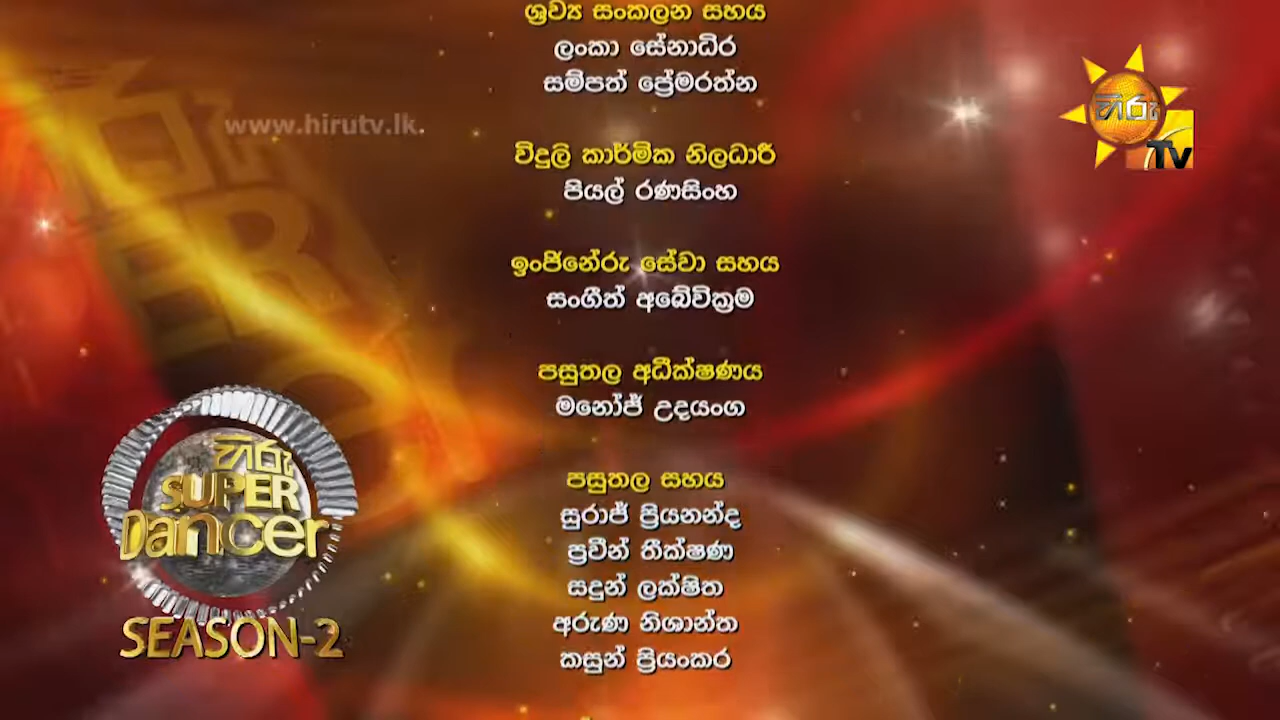 ශ්‍රව්‍ය සංකලන සහය
ලංකා සේනාධිර
සම්පත් ප්‍රේමරත්න
www.hirutv.lk
විදුලි කාර්මික නිලධාරී
පියල් රණසිංහ
ඉංජිනේරු සේවා සහය
සංගීත් අබේවික්‍රම
පසුතල අධීක්ෂණය
මනෝජ් උදයංග
පසුතල සහය
සුරාජ් ප්‍රියනන්ද
ප්‍රවීන් තීක්ෂණ
සදුන් ලක්ෂිත
අරුණ නිශාන්ත
කසුන් ප්‍රියංකර
හිරු
TV
හිරු
SUPER
Dancer
SEASON-2